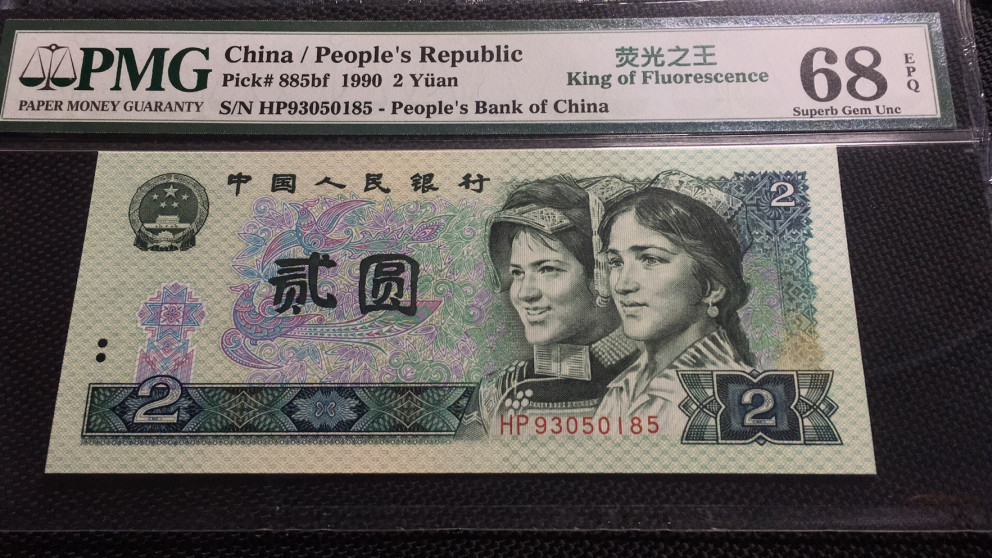 PMG
PAPER MONEY GUARANTY
China / People's Republic
Pick# 885bf 1990 2 Yüan
S/N HP93050185 - People's Bank of China
荧光之王
King of Fluorescence
68
EPQ
Superb Gem Unc
中国人民银行
2
贰圆
2
HP93050185
2